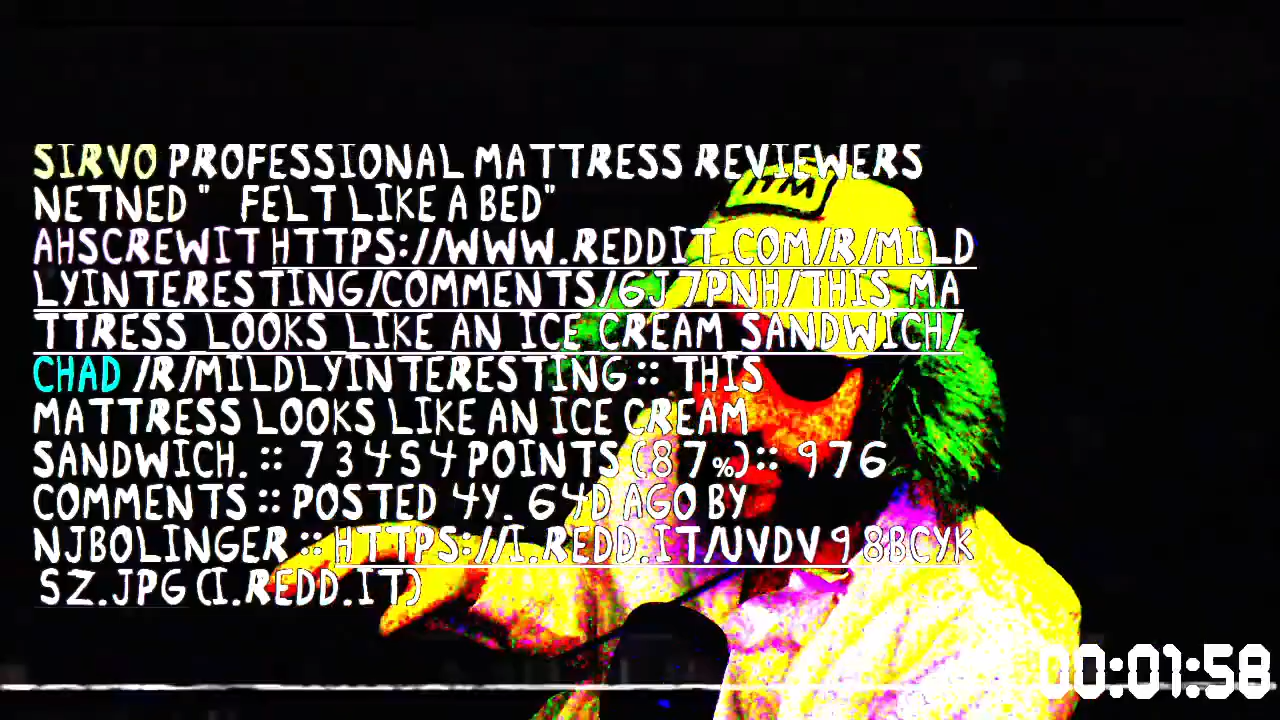 SIRVO PROFESSIONAL MATTRESS REVIEWERS
NETNED " FELT LIKE A BED"
AHSCREWIT HTTPS://WWW.REDDIT.COM/R/MILD
LYINTERESTING/COMMENTS/6J7PNH/THIS_MA
TTRESS_LOOKS_LIKE_AN_ICE_CREAM_SANDWICH/
CHAD /R/MILDLYINTERESTING :: THIS
MATTRESS LOOKS LIKE AN ICE CREAM
SANDWICH. :: 73454 POINTS (87%) :: 976
COMMENTS :: POSTED 4Y, 64D AGO BY
NJBOLINGER :: HTTPS://I.REDD.IT/UVDV98BCYK
SZ.JPG (I.REDD.IT)
ITM
00:01:58